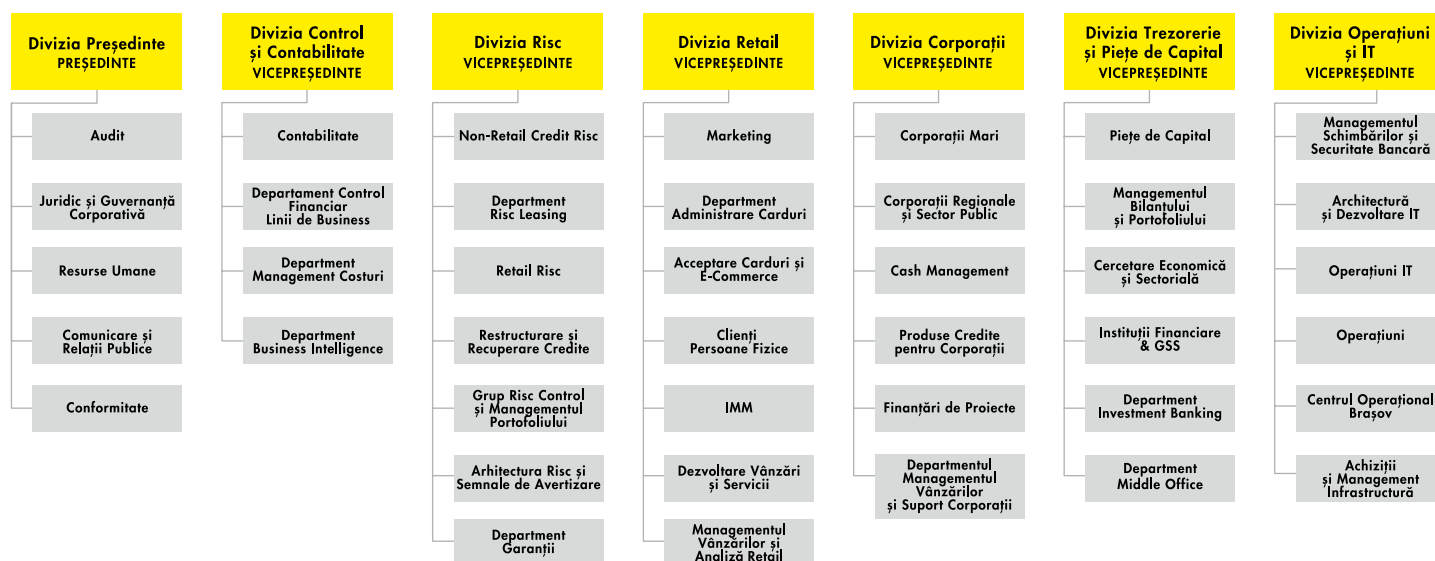 Divizia Președinte
PREȘEDINTE
Audit
Juridic și Guvernanță
Corporativă
Resurse Umane
Comunicare și
Relații Publice
Conformitate
Divizia Control
și Contabilitate
VICEPREȘEDINTE
Contabilitate
Departament Control
Financiar
Linii de Business
Department
Management Costuri
Department
Business Intelligence
Divizia Risc
VICEPREȘEDINTE
Non-Retail Credit Risc
Department
Risc Leasing
Retail Risc
Restructurare și
Recuperare Credite
Grup Risc Control
și Managementul
Portofoliului
Arhitectura Risc și
Semnale de Avertizare
Department
Garanții
Divizia Retail
VICEPREȘEDINTE
Marketing
Department
Administrare Carduri
Acceptare Carduri și
E-Commerce
Clienți
Persoane Fizice
IMM
Dezvoltare Vânzări
și Servicii
Managementul
Vânzărilor și
Analiză Retail
Divizia Corporații
VICEPREȘEDINTE
Corporații Mari
Corporații Regionale
și Sector Public
Cash Management
Produse Credite
pentru Corporații
Finanțări de Proiecte
Departmentul
Managementul
Vânzărilor
și Suport Corporații
Divizia Trezorerie
și Piețe de Capital
VICEPREȘEDINTE
Piețe de Capital
Managementul
Bilantului
și Portofoliului
Cercetare Economică
și Sectorială
Instituții Financiare
& GSS
Department
Investment Banking
Department
Middle Office
Divizia Operațiuni
și IT
VICEPREȘEDINTE
Managementul
Schimbărilor și
Securitate Bancară
Architectură
și Dezvoltare IT
Operațiuni IT
Operațiuni
Centrul Operațional
Brașov
Achiziții
și Management
Infrastructură